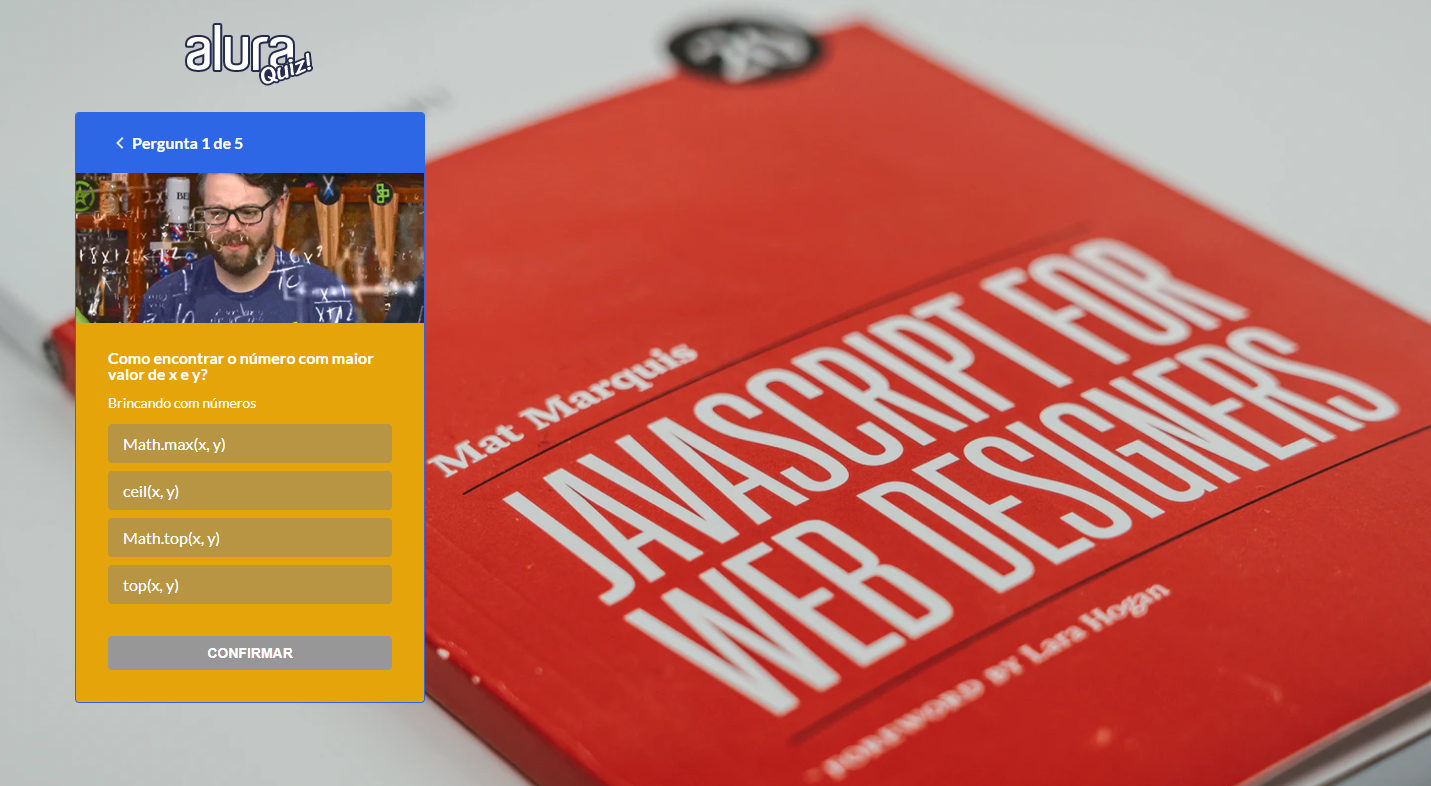 alura
Quiz!
Pergunta 1 de 5
Como encontrar o número com maior
valor de x e y?
Brincando com números
Math.max(x, y)
ceil(x, y)
Math.top(x, y)
top(x, y)
CONFIRMAR
Mat Marquis
JAVASCRIPT FOR
WEB DESIGNERS
FOREWORD BY Lara Hogan